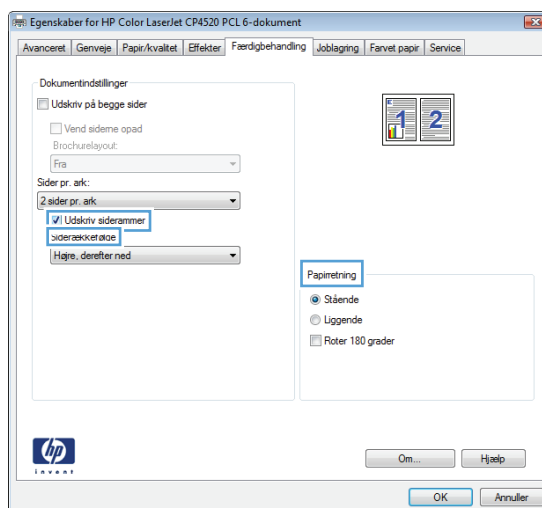 Egenskaber for HP Color LaserJet CP4520 PCL 6-dokument
Avanceret Genveje Papir/kvalitet Effekter Færdigbehandling Joblagring Farvet papir Service
Dokumentindstillinger
Udskriv på begge sider
Vend siderne opad
Brochurelayout:
Fra
Sider pr. ark:
2 sider pr. ark
Udskriv siderammer
Siderækkefølge
Højre, derefter ned
1 2
Papirretning
Stående
Liggende
Roter 180 grader
hp
invent
Om... Hjælp
OK Annuller